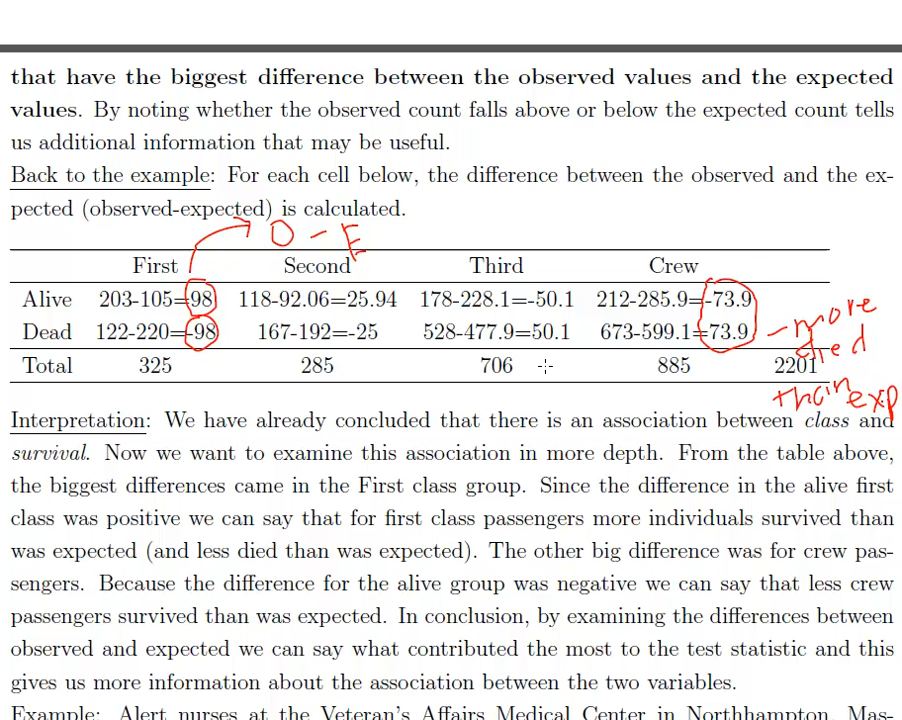 that have the biggest difference between the observed values and the expected
values. By noting whether the observed count falls above or below the expected count tells
us additional information that may be useful.
Back to the example: For each cell below, the difference between the observed and the ex-
pected (observed-expected) is calculated.
O - E
First Second Third Crew
Alive 203-105=98 118-92.06=25.94 178-228.1=-50.1 212-285.9=-73.9
Dead 122-220=-98 167-192=-25 528-477.9=50.1 673-599.1=73.9
- more
died
than exp
Total 325 285 706 885 2201
Interpretation: We have already concluded that there is an association between class and
survival. Now we want to examine this association in more depth. From the table above,
the biggest differences came in the First class group. Since the difference in the alive first
class was positive we can say that for first class passengers more individuals survived than
was expected (and less died than was expected). The other big difference was for crew pas-
sengers. Because the difference for the alive group was negative we can say that less crew
passengers survived than was expected. In conclusion, by examining the differences between
observed and expected we can say what contributed the most to the test statistic and this
gives us more information about the association between the two variables.
Example: Alert nurses at the Veteran's Affairs Medical Center in Northhampton, Mas-